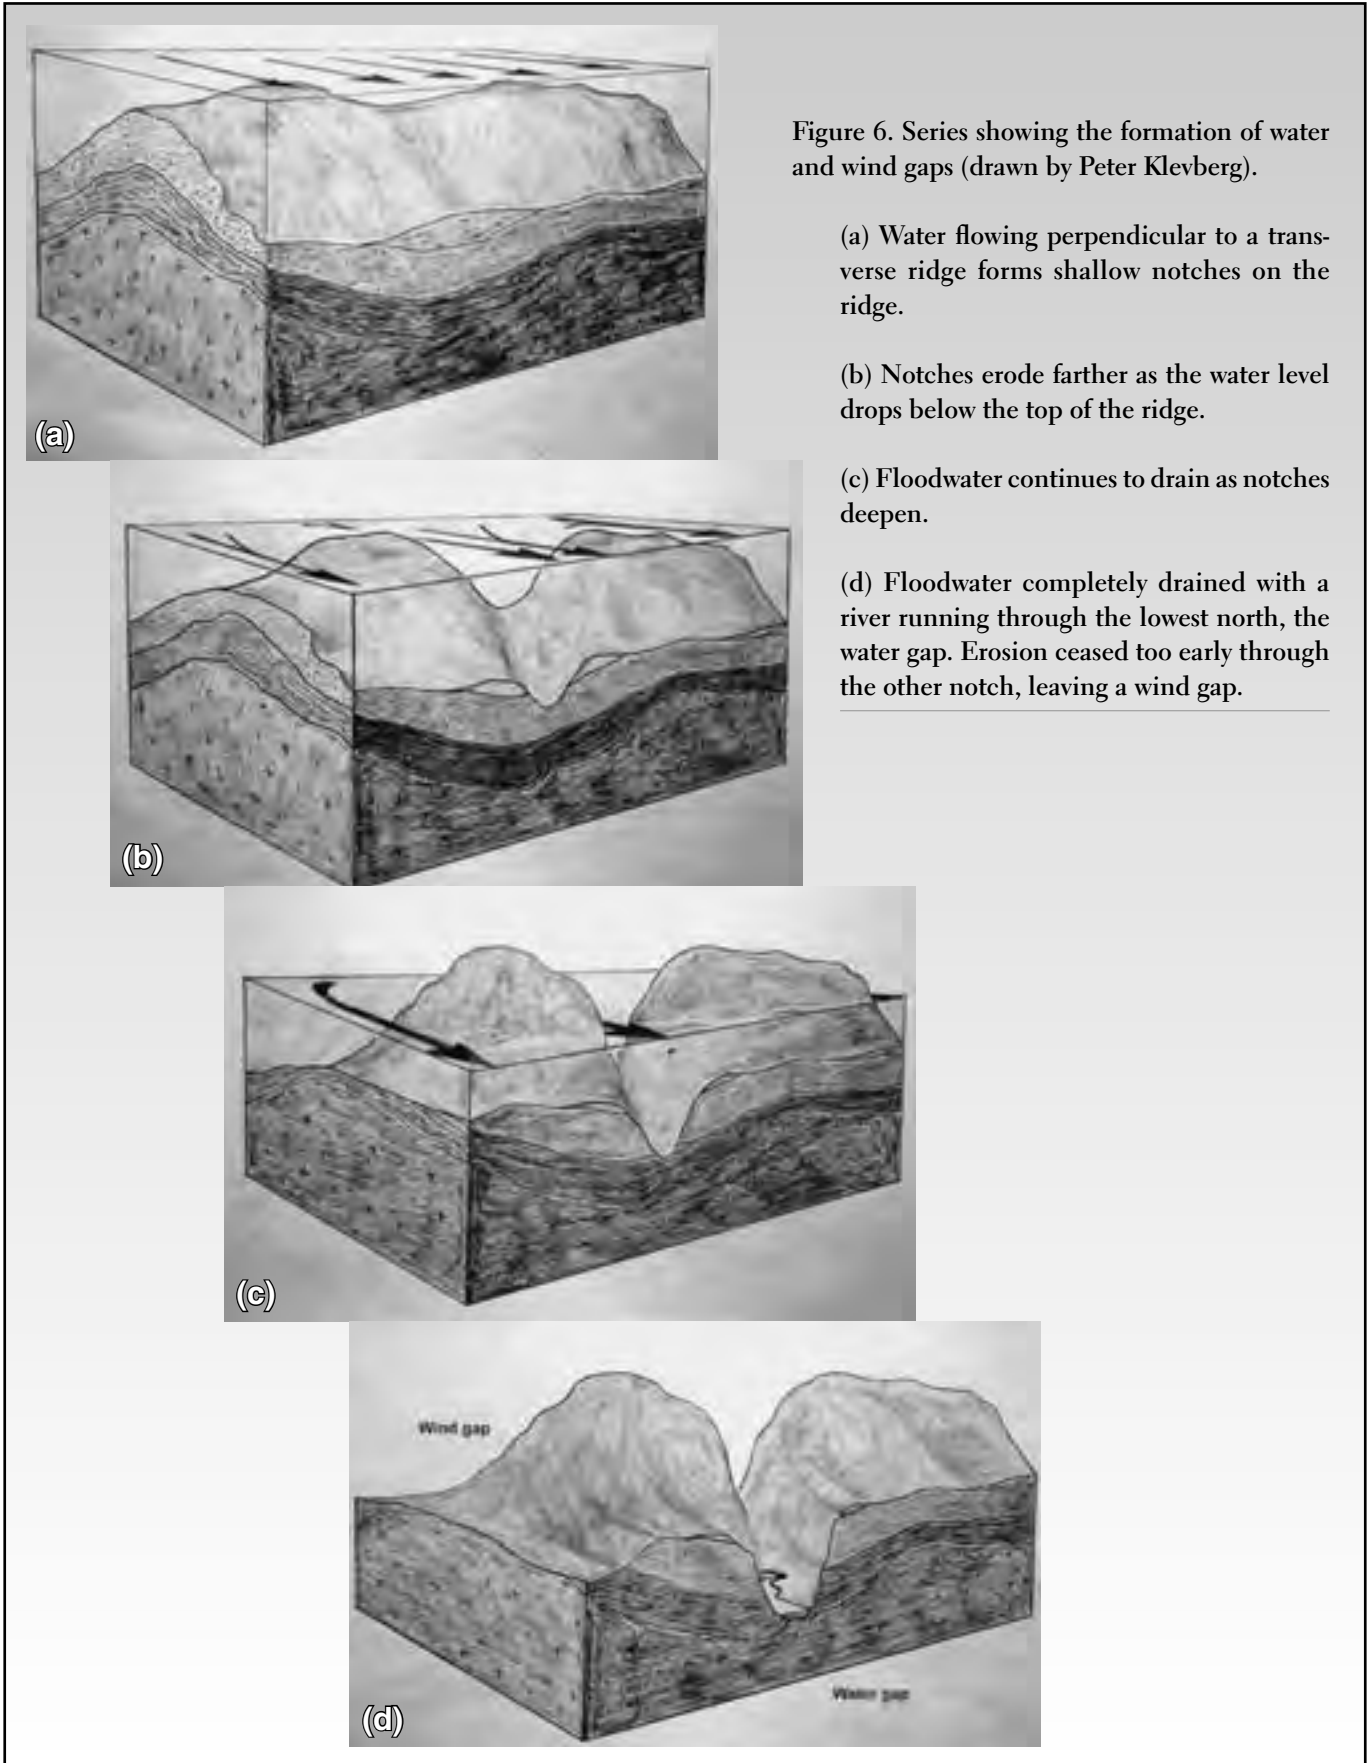 Figure 6. Series showing the formation of water
and wind gaps (drawn by Peter Klevberg).
(a) Water flowing perpendicular to a trans-
verse ridge forms shallow notches on the
ridge.
(b) Notches erode farther as the water level
drops below the top of the ridge.
(c) Floodwater continues to drain as notches
deepen.
(d) Floodwater completely drained with a
river running through the lowest north, the
water gap. Erosion ceased too early through
the other notch, leaving a wind gap.
(a)
(b)
(c)
Wind gap
Water gap
(d)